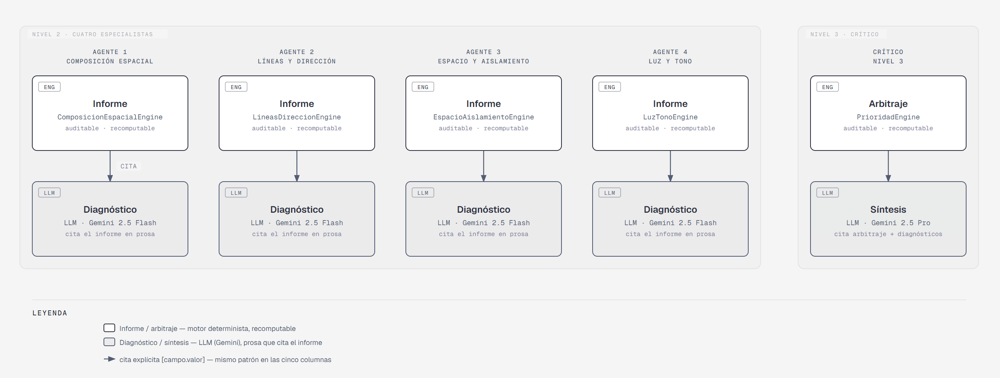 NIVEL 2 · CUATRO ESPECIALISTAS
AGENTE 1
COMPOSICIÓN ESPACIAL
ENG
Informe
ComposicionEspacialEngine
auditable · recomputable
CITA
LLM
Diagnóstico
LLM · Gemini 2.5 Flash
cita el informe en prosa
AGENTE 2
LÍNEAS Y DIRECCIÓN
ENG
Informe
LineasDireccionEngine
auditable · recomputable
LLM
Diagnóstico
LLM · Gemini 2.5 Flash
cita el informe en prosa
AGENTE 3
ESPACIO Y AISLAMIENTO
ENG
Informe
EspacioAislamientoEngine
auditable · recomputable
LLM
Diagnóstico
LLM · Gemini 2.5 Flash
cita el informe en prosa
AGENTE 4
LUZ Y TONO
ENG
Informe
LuzTonoEngine
auditable · recomputable
LLM
Diagnóstico
LLM · Gemini 2.5 Flash
cita el informe en prosa
NIVEL 3 · CRÍTICO
CRÍTICO
NIVEL 3
ENG
Arbitraje
PrioridadEngine
auditable · recomputable
LLM
Síntesis
LLM · Gemini 2.5 Pro
cita arbitraje + diagnósticos
LEYENDA
Informe / arbitraje — motor determinista, recomputable
Diagnóstico / síntesis — LLM (Gemini), prosa que cita el informe
cita explícita [campo.valor] — mismo patrón en las cinco columnas